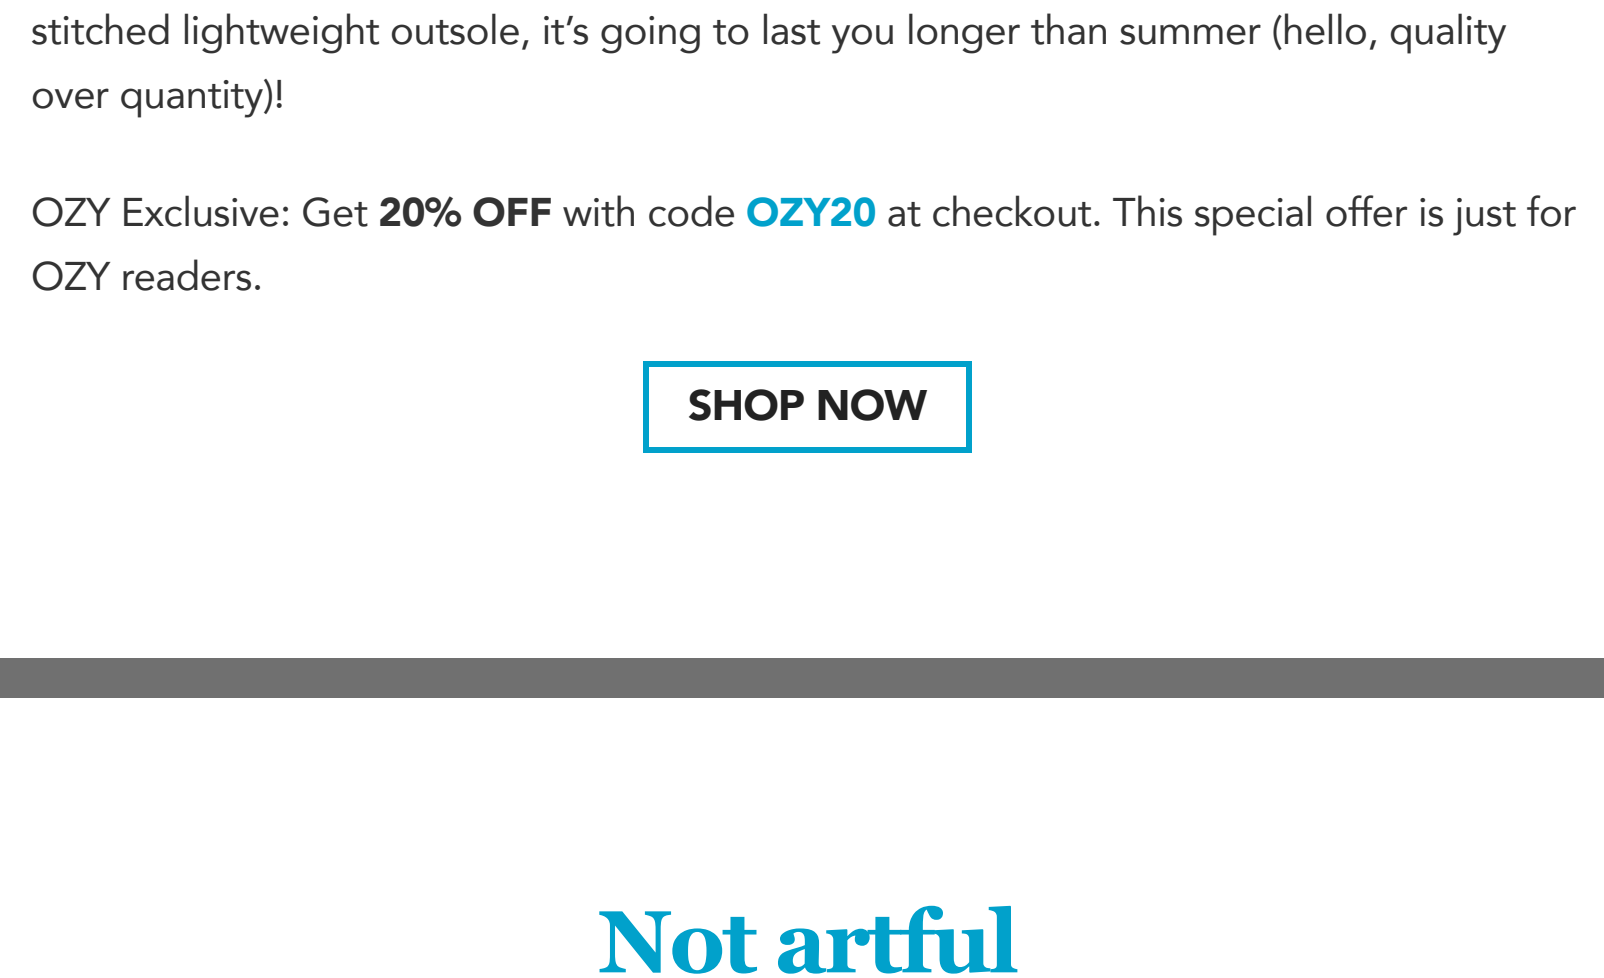 stitched lightweight outsole, it’s going to last you longer than summer (hello, quality
over quantity)!
OZY Exclusive: Get 20% OFF with code OZY20 at checkout. This special offer is just for
OZY readers.
SHOP NOW
Not artful